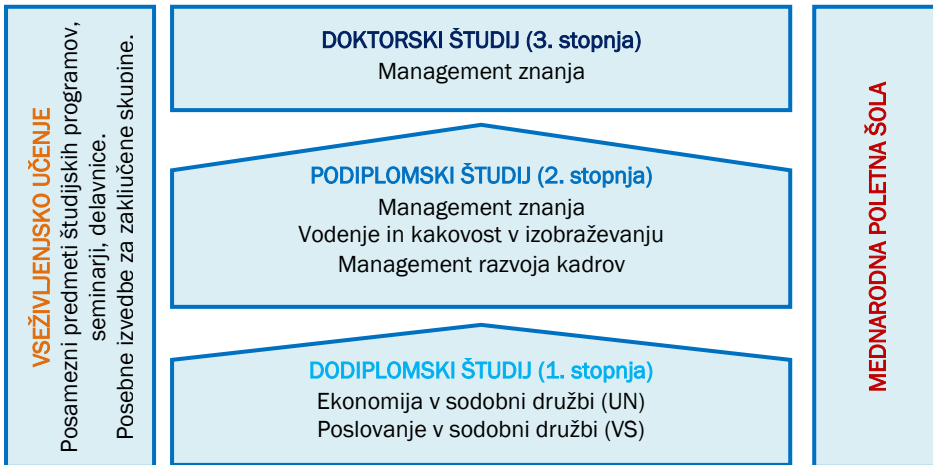 VSEŽIVLJENJSKO UČENJE
Posamezni predmeti študijskih programov,
seminarji, delavnice.
Posebne izvedbe za zaključene skupine.
DOKTORSKI ŠTUDIJ (3. stopnja)
Management znanja
PODIPLOMSKI ŠTUDIJ (2. stopnja)
Management znanja
Vodenje in kakovost v izobraževanju
Management razvoja kadrov
DODIPLOMSKI ŠTUDIJ (1. stopnja)
Ekonomija v sodobni družbi (UN)
Poslovanje v sodobni družbi (VS)
MEDNARODNA POLETNA ŠOLA